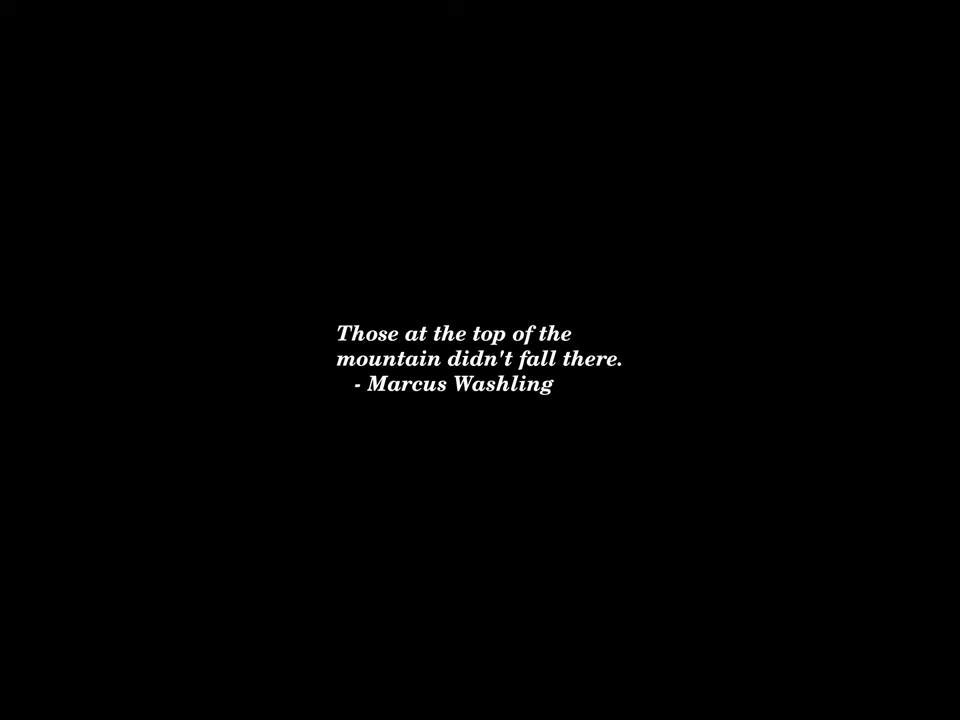 Those at the top of the
mountain didn't fall there.
- Marcus Washling